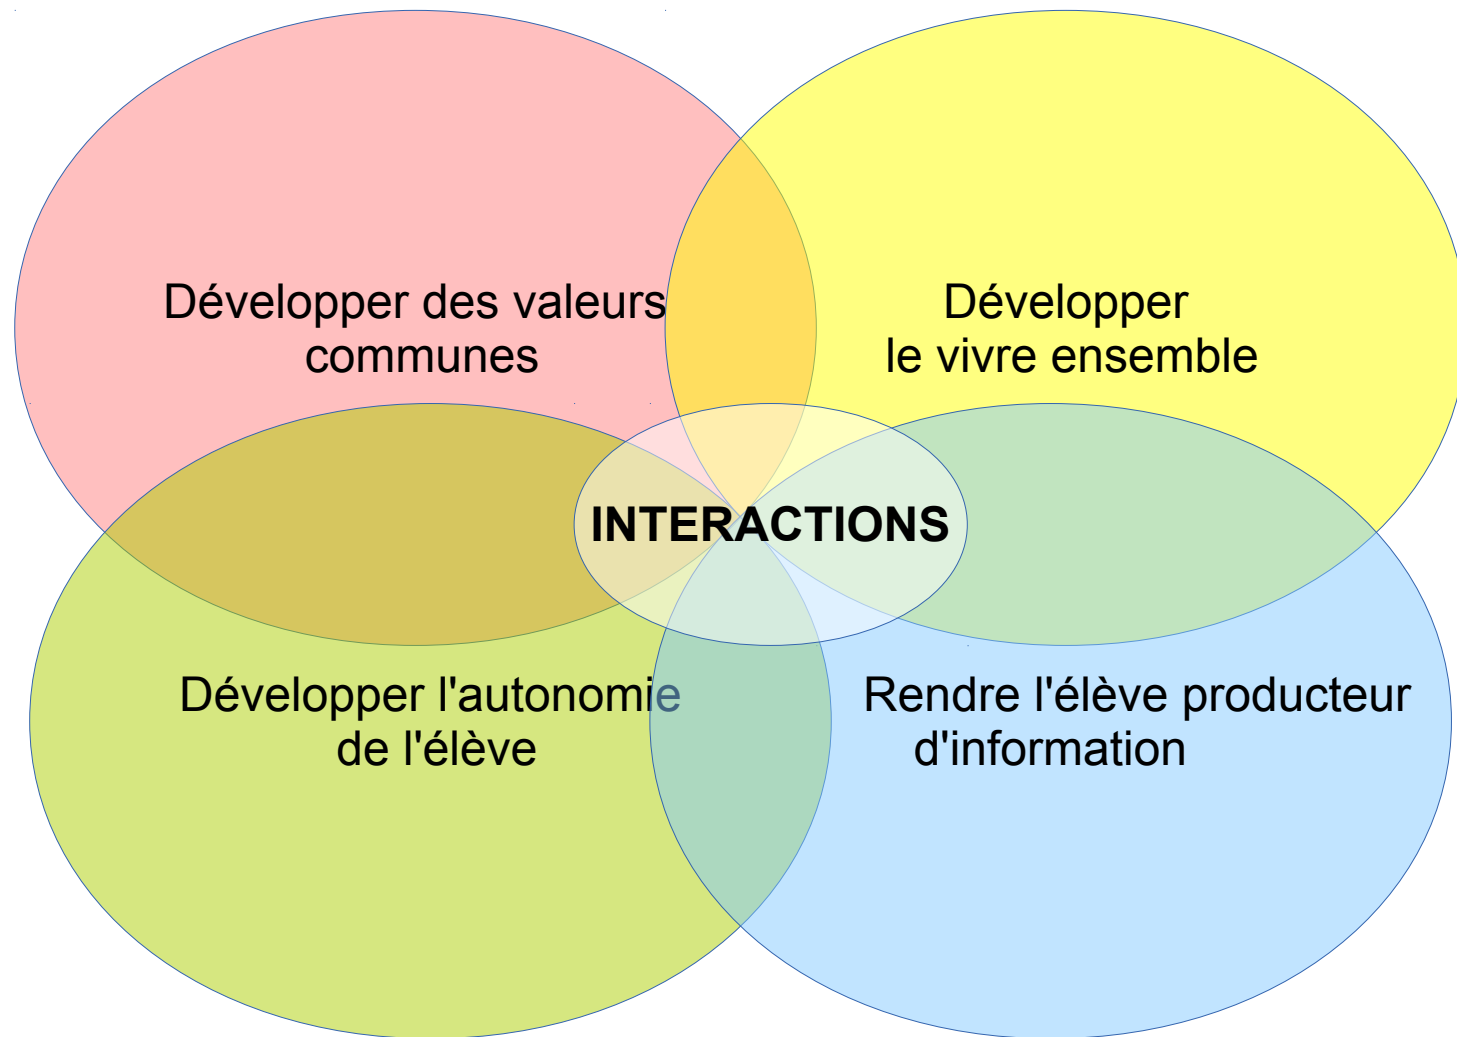 Développer des valeurs
communes
Développer
le vivre ensemble
INTERACTIONS
Développer l'autonomie
de l'élève
Rendre l'élève producteur
d'information